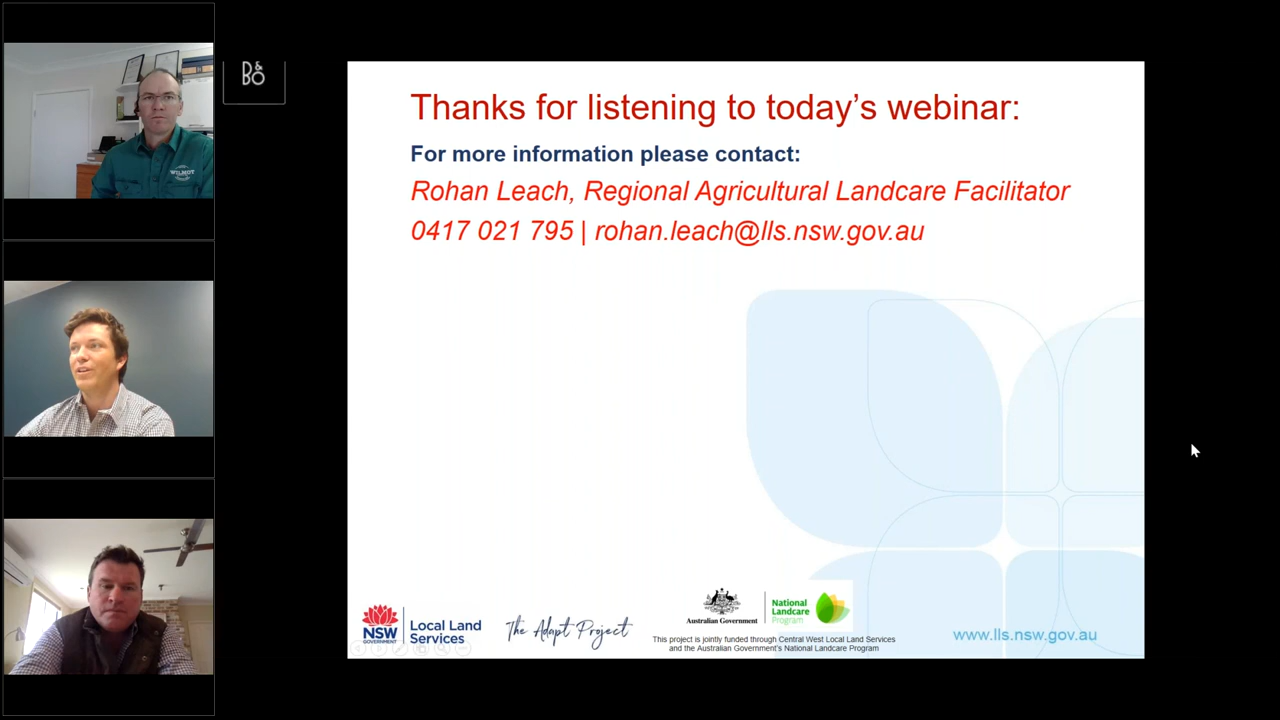 WILMOT
B&O
Thanks for listening to today's webinar:
For more information please contact:
Rohan Leach, Regional Agricultural Landcare Facilitator
0417 021 795 | rohan.leach@lls.nsw.gov.au
NSW
GOVERNMENT
Local Land
Services
The Adapt Project
Australian Government
National
Landcare
Program
This project is jointly funded through Central West Local Land Services
and the Australian Government's National Landcare Program
www.lls.nsw.gov.au